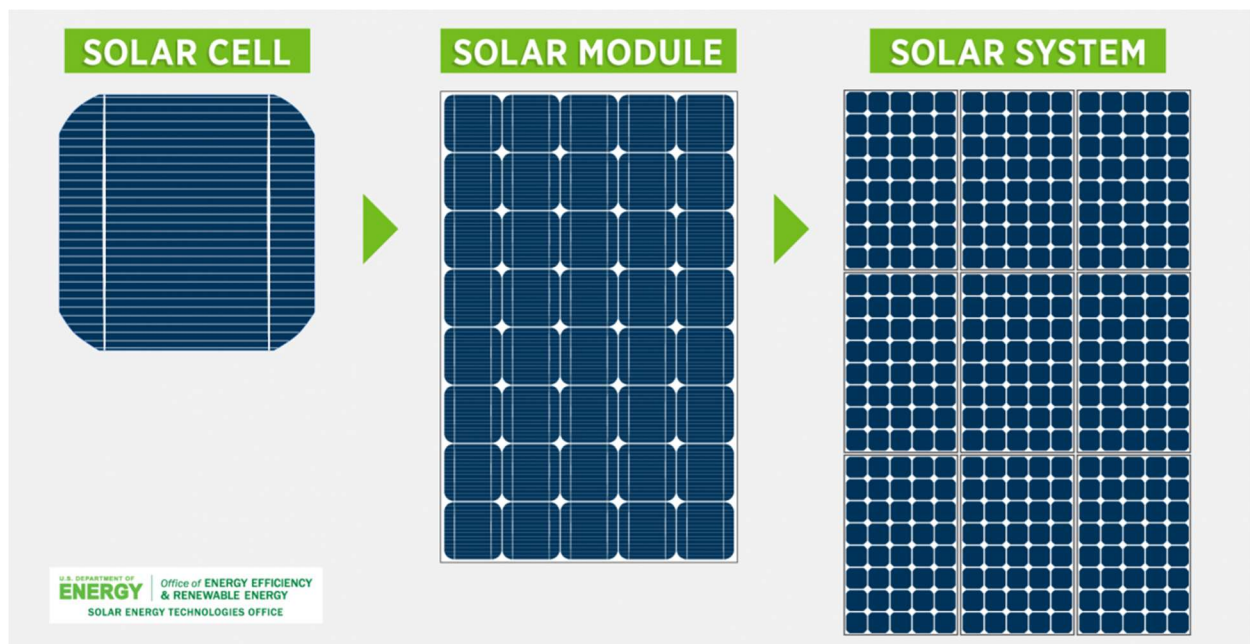 SOLAR CELL
SOLAR MODULE
SOLAR SYSTEM
U.S. DEPARTMENT OF
ENERGY
Office of ENERGY EFFICIENCY
& RENEWABLE ENERGY
SOLAR ENERGY TECHNOLOGIES OFFICE